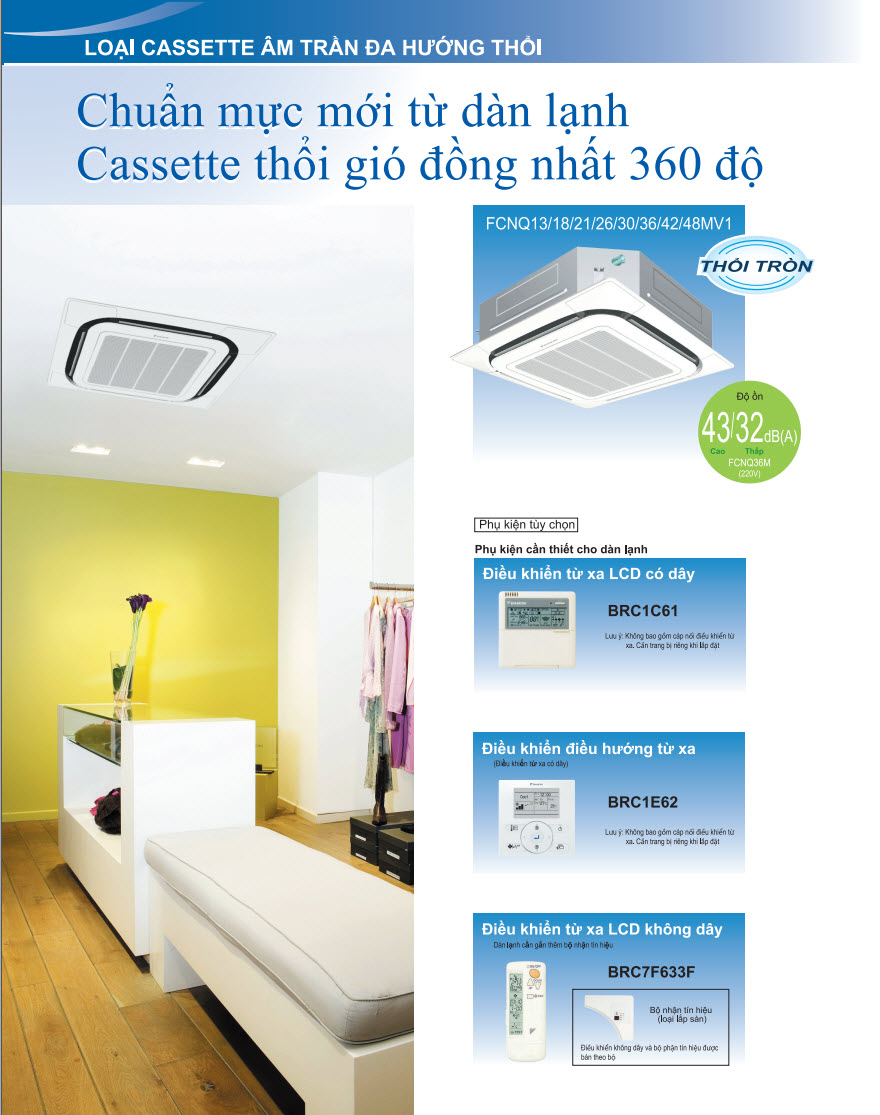 LOẠI CASSETTE ÂM TRẦN ĐA HƯỚNG THỔI
Chuẩn mực mới từ dàn lạnh
Cassette thổi gió đồng nhất 360 độ
FCNQ13/18/21/26/30/36/42/48MV1
THỔI TRÒN
Độ ồn
43/32dB(A)
Cao Thấp
FCNQ36M
(220V)
Phụ kiện tùy chọn
Phụ kiện cần thiết cho dàn lạnh
Điều khiển từ xa LCD có dây
BRC1C61
Lưu ý: Không bao gồm cáp nối điều khiển từ
xa. Cần trang bị riêng khi lắp đặt
Điều khiển điều hướng từ xa
(Điều khiển từ xa có dây)
BRC1E62
Lưu ý: Không bao gồm cáp nối điều khiển từ
xa. Cần trang bị riêng khi lắp đặt
Điều khiển từ xa LCD không dây
Dàn lạnh cần gắn thêm bộ nhận tín hiệu
BRC7F633F
Bộ nhận tín hiệu
(loại lắp sẵn)
Điều khiển không dây và bộ phận tín hiệu được
bán theo bộ